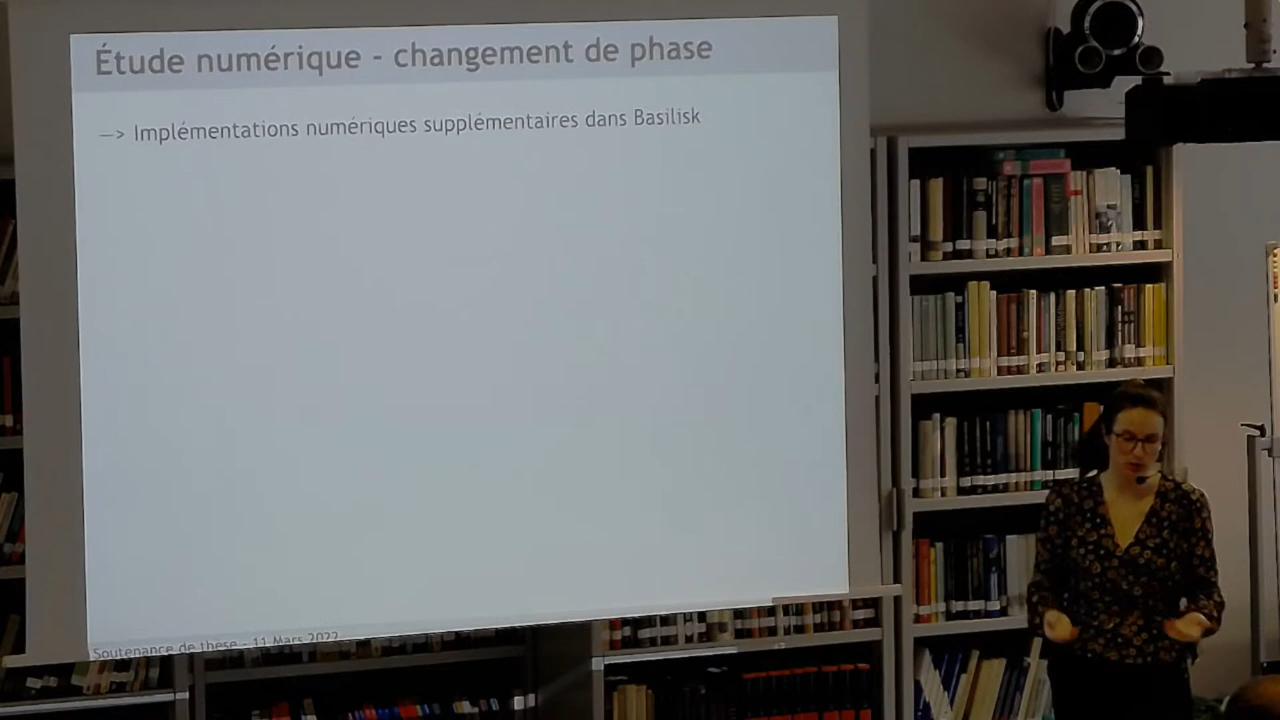 Étude numérique - changement de phase
—> Implémentations numériques supplémentaires dans Basilisk
Soutenance de thèse - 11 Mars 2022